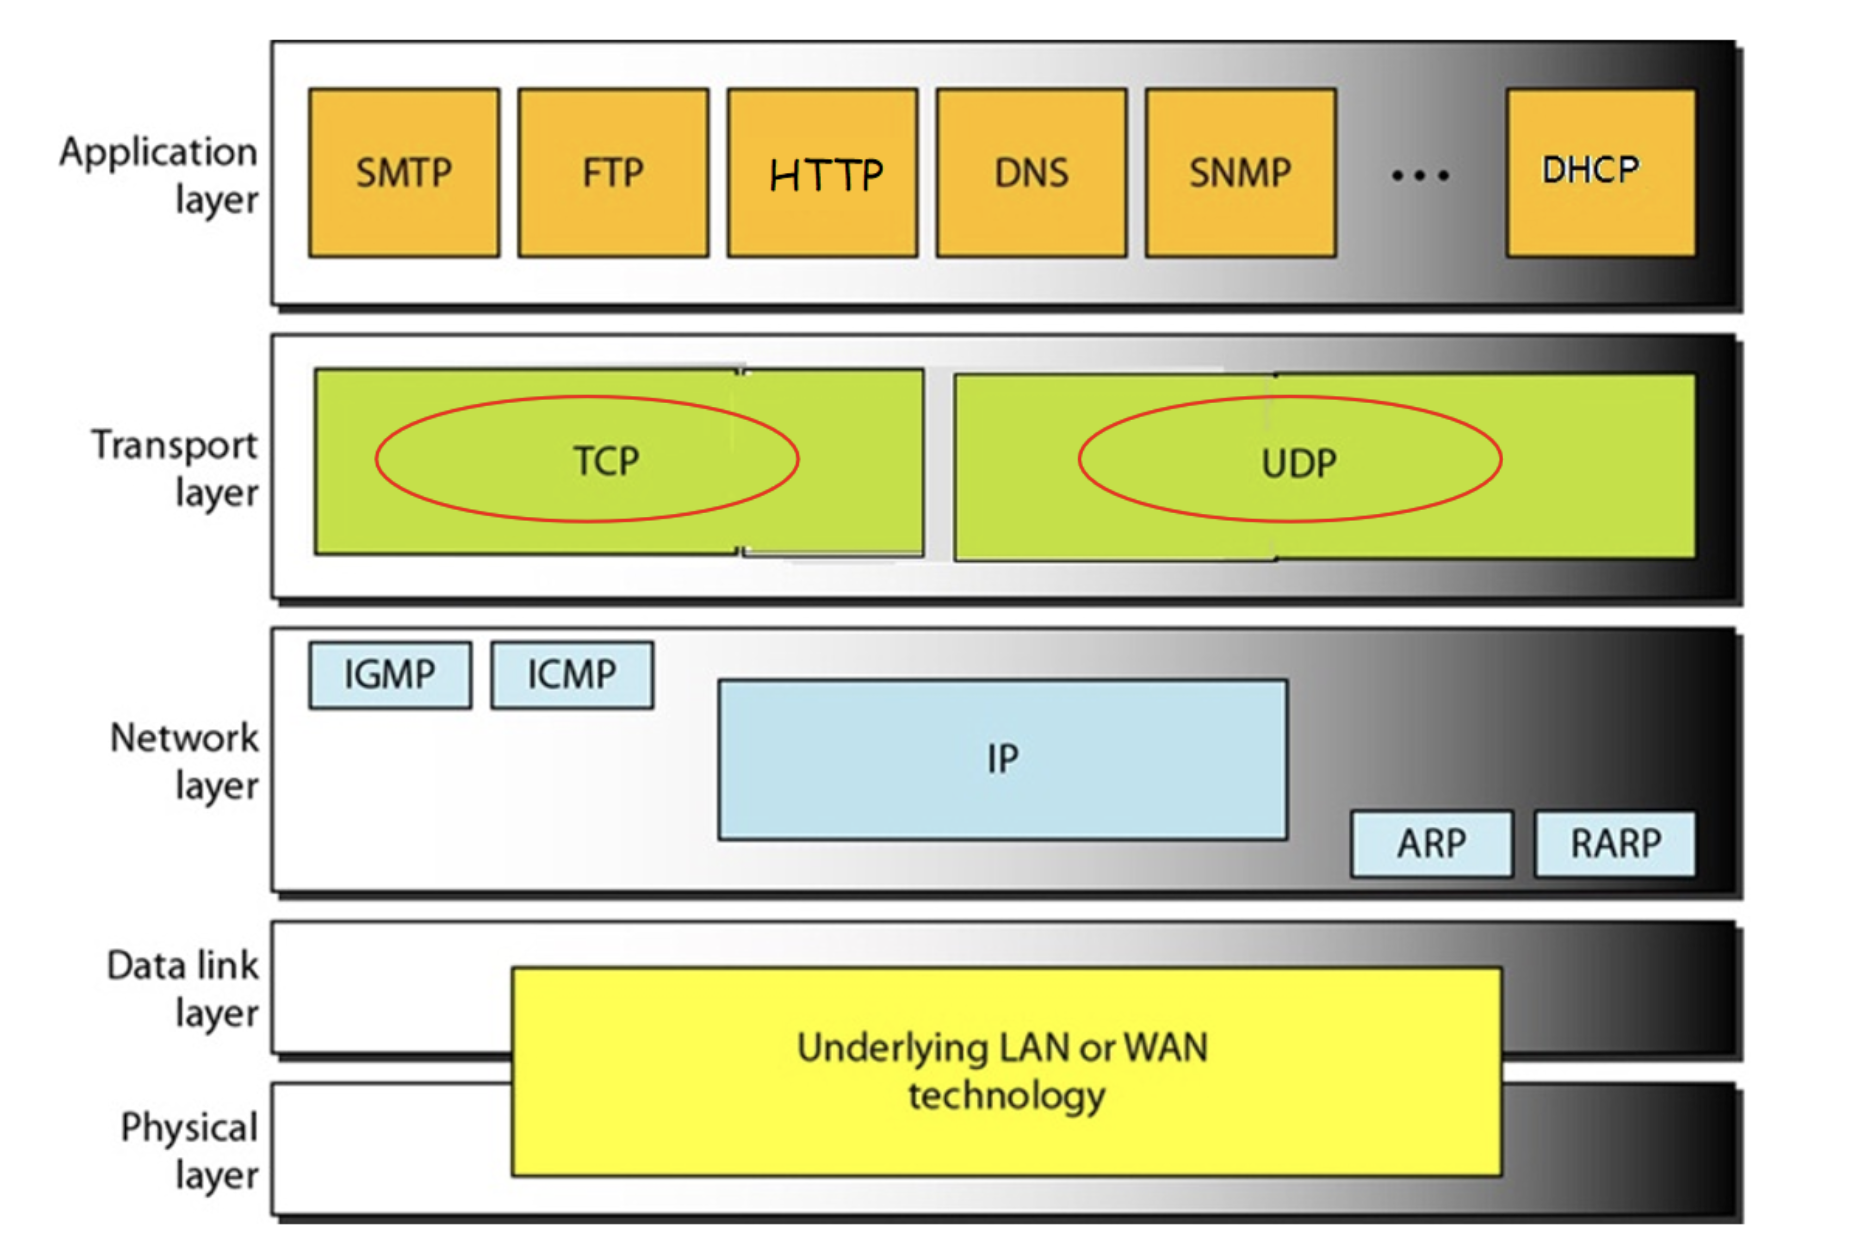 Application
layer
SMTP
FTP
HTTP
DNS
SNMP
...
DHCP
Transport
layer
TCP
UDP
Network
layer
IGMP
ICMP
IP
ARP
RARP
Data link
layer
Underlying LAN or WAN
technology
Physical
layer